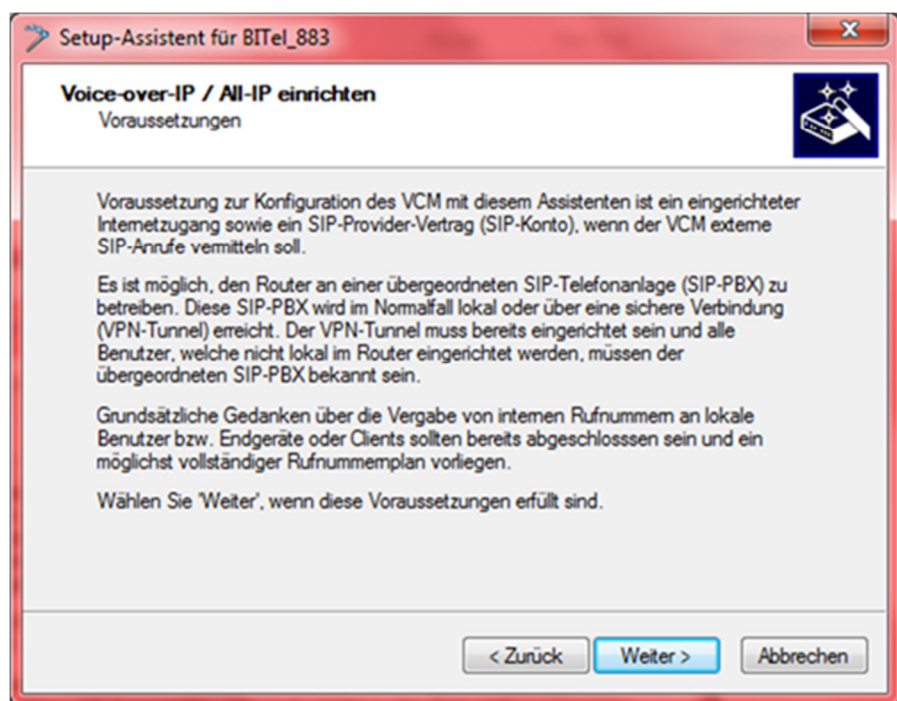 Setup-Assistent für BITel_883
Voice-over-IP / All-IP einrichten
Voraussetzungen
Voraussetzung zur Konfiguration des VCM mit diesem Assistenten ist ein eingerichteter
Internetzugang sowie ein SIP-Provider-Vertrag (SIP-Konto), wenn der VCM externe
SIP-Anrufe vermitteln soll.
Es ist möglich, den Router an einer übergeordneten SIP-Telefonanlage (SIP-PBX) zu
betreiben. Diese SIP-PBX wird im Normalfall lokal oder über eine sichere Verbindung
(VPN-Tunnel) erreicht. Der VPN-Tunnel muss bereits eingerichtet sein und alle
Benutzer, welche nicht lokal im Router eingerichtet werden, müssen der
übergeordneten SIP-PBX bekannt sein.
Grundsätzliche Gedanken über die Vergabe von internen Rufnummern an lokale
Benutzer bzw. Endgeräte oder Clients sollten bereits abgeschlosssen sein und ein
möglichst vollständiger Rufnummernplan vorliegen.
Wählen Sie 'Weiter', wenn diese Voraussetzungen erfüllt sind.
< Zurück
Weiter >
Abbrechen